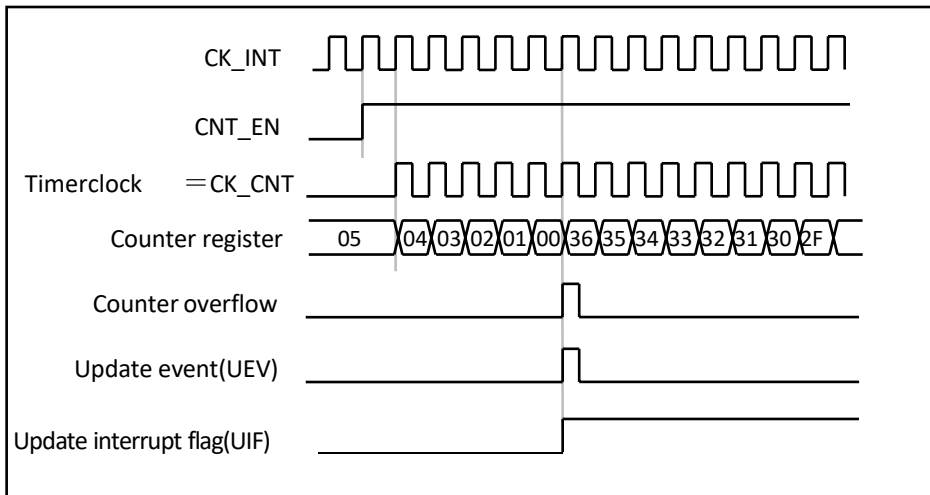 CK_INT
CNT_EN
Timerclock =CK_CNT
Counter register 05 04 03 02 01 00 36 35 34 33 32 31 30 2F
Counter overflow
Update event(UEV)
Update interrupt flag(UIF)